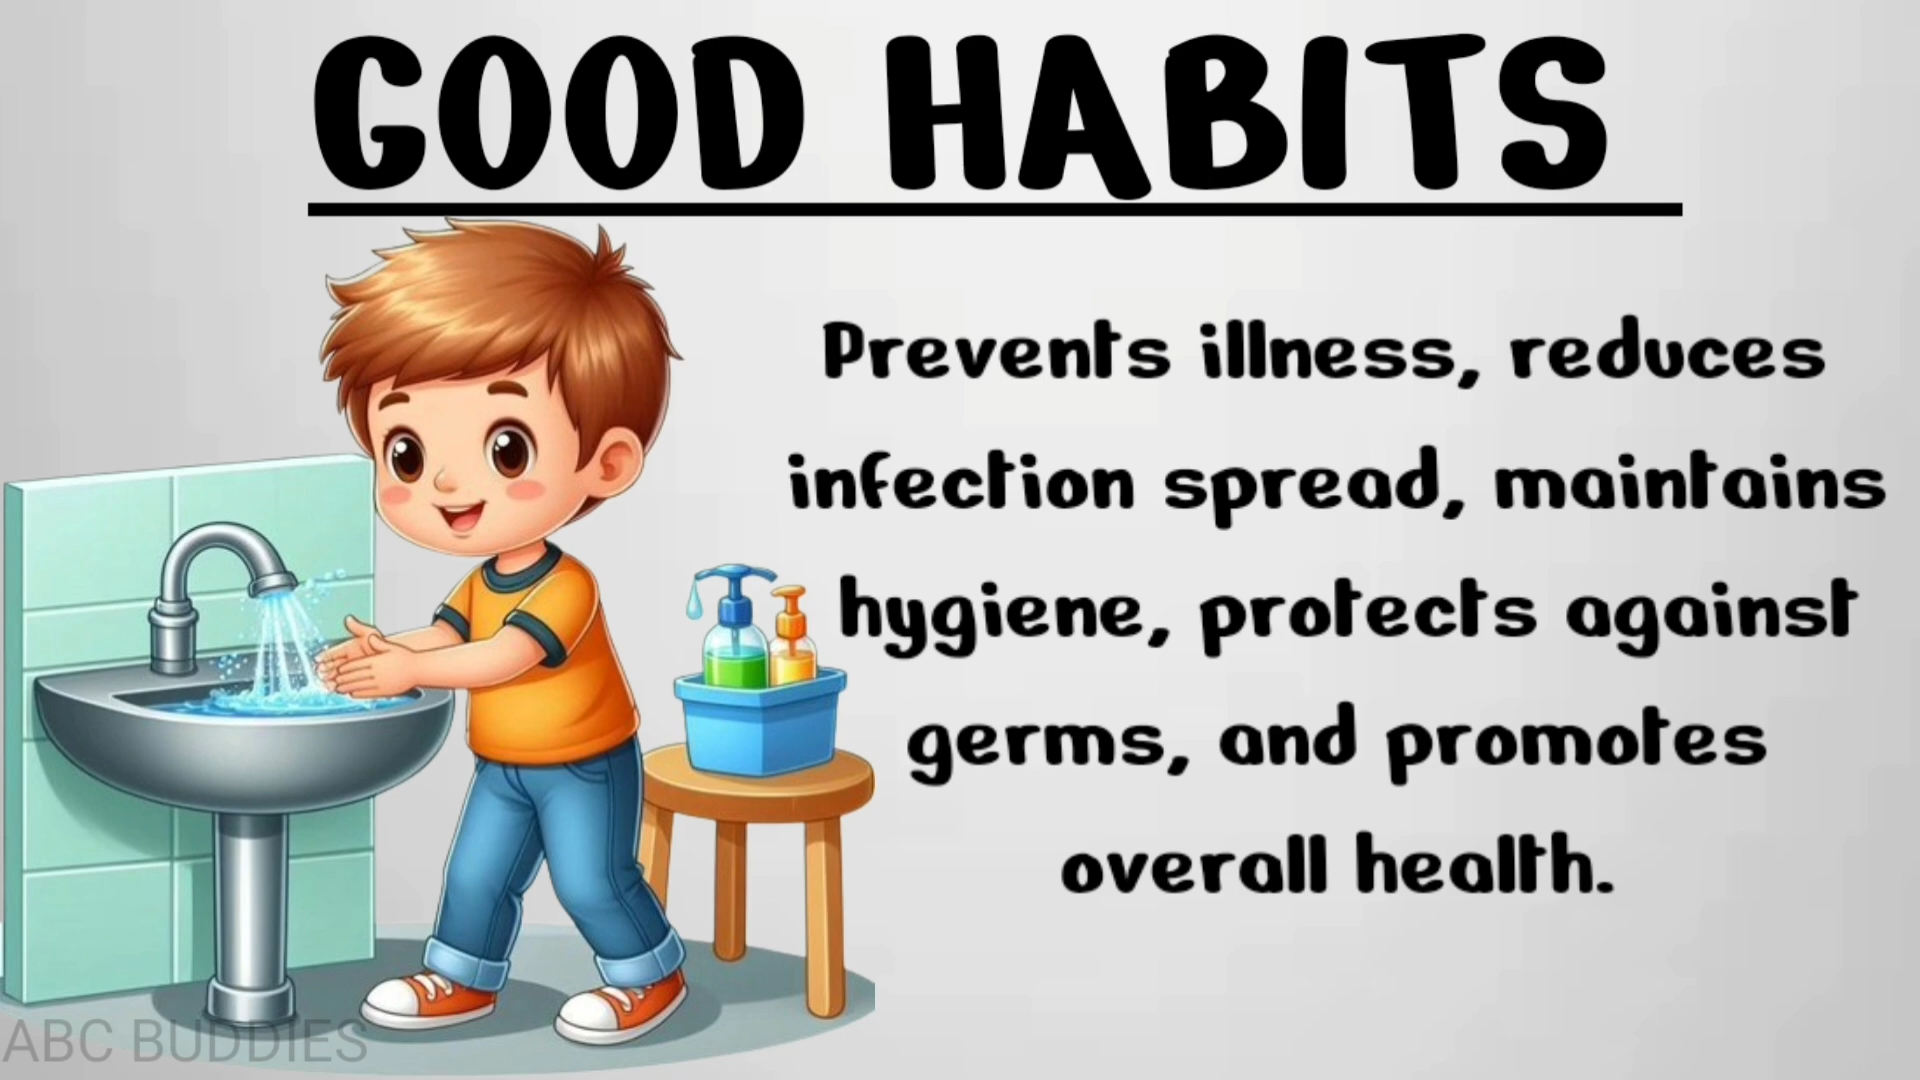 GOOD HABITS
Prevents illness, reduces
infection spread, maintains
hygiene, protects against
germs, and promotes
overall health.
ABC BUDDIES